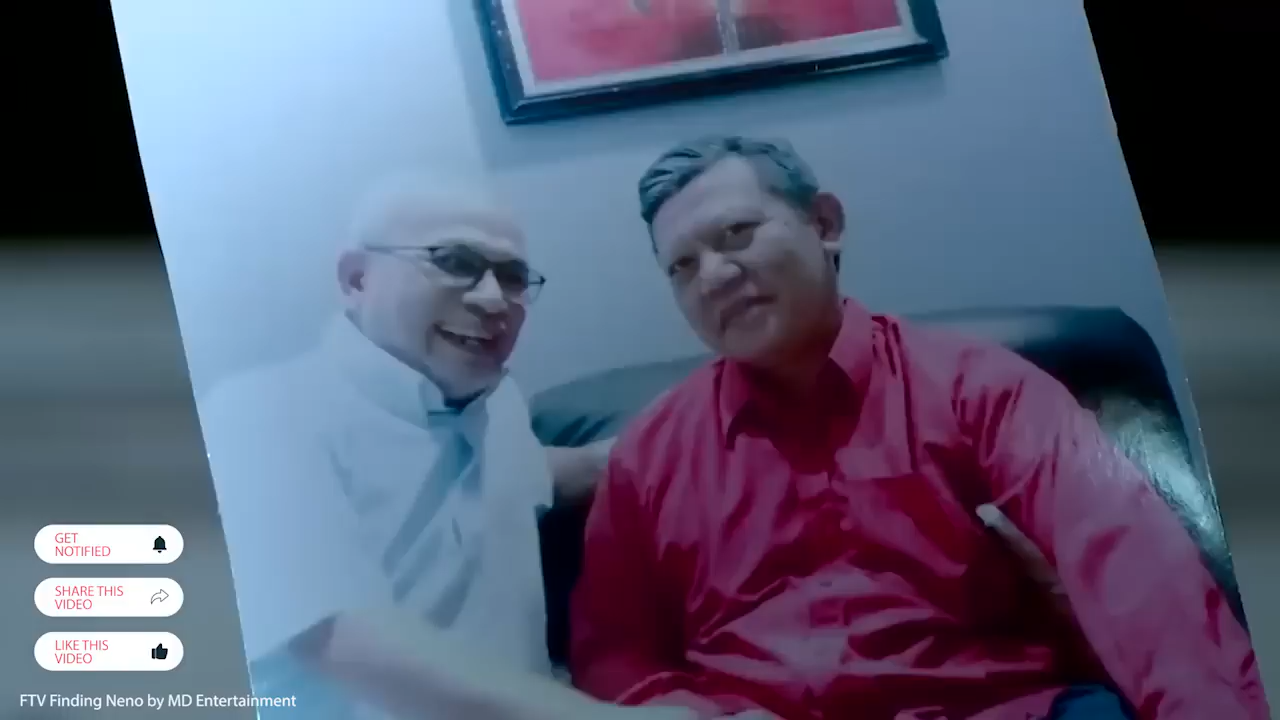 GET
NOTIFIED
SHARE THIS
VIDEO
LIKE THIS
VIDEO
FTV Finding Neno by MD Entertainment